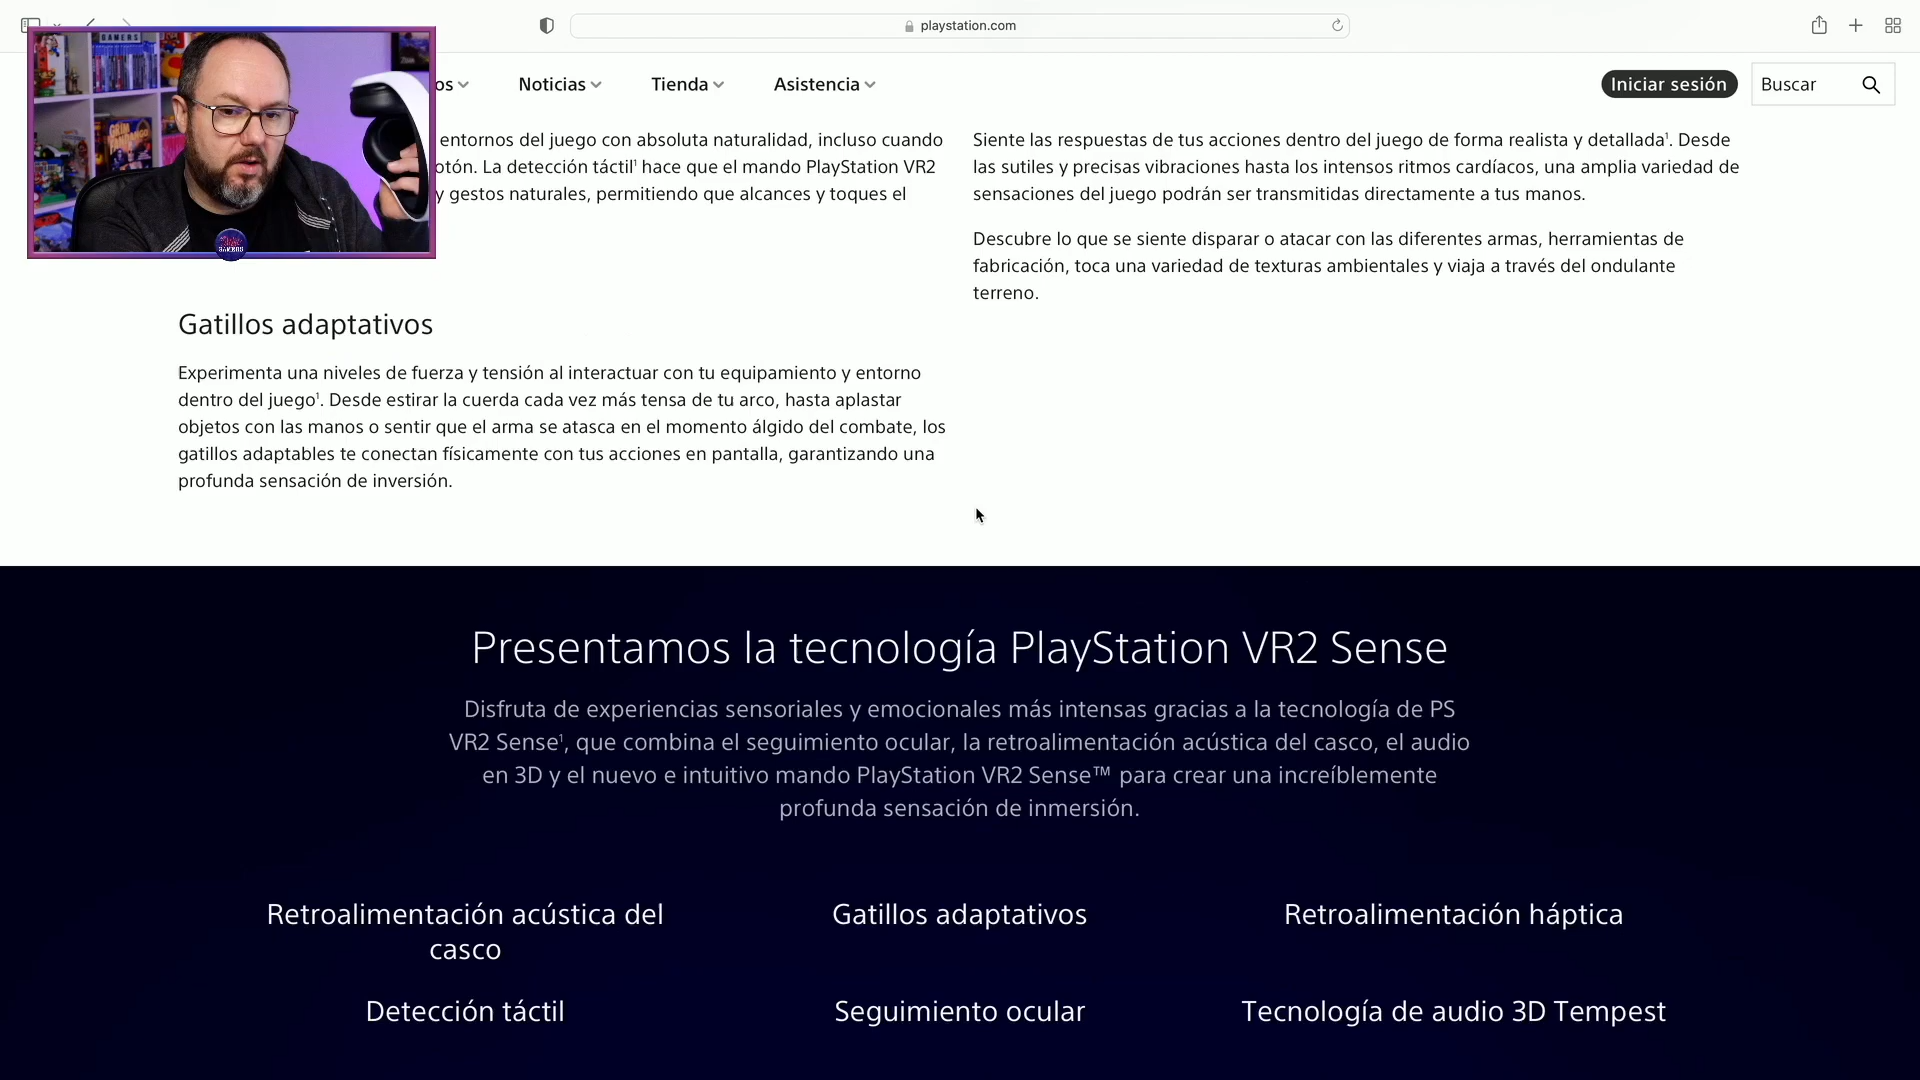 playstation.com
GAMERS
os
Noticias
Tienda
Asistencia
Iniciar sesión
Buscar
entornos del juego con absoluta naturalidad, incluso cuando
otón. La detección táctil¹ hace que el mando PlayStation VR2
y gestos naturales, permitiendo que alcances y toques el
Siente las respuestas de tus acciones dentro del juego de forma realista y detallada¹. Desde
las sutiles y precisas vibraciones hasta los intensos ritmos cardíacos, una amplia variedad de
sensaciones del juego podrán ser transmitidas directamente a tus manos.
Descubre lo que se siente disparar o atacar con las diferentes armas, herramientas de
fabricación, toca una variedad de texturas ambientales y viaja a través del ondulante
terreno.
GRIM
FANDANGO
GAMERS
Gatillos adaptativos
Experimenta una niveles de fuerza y tensión al interactuar con tu equipamiento y entorno
dentro del juego¹. Desde estirar la cuerda cada vez más tensa de tu arco, hasta aplastar
objetos con las manos o sentir que el arma se atasca en el momento álgido del combate, los
gatillos adaptables te conectan físicamente con tus acciones en pantalla, garantizando una
profunda sensación de inversión.
Presentamos la tecnología PlayStation VR2 Sense
Disfruta de experiencias sensoriales y emocionales más intensas gracias a la tecnología de PS
VR2 Sense¹, que combina el seguimiento ocular, la retroalimentación acústica del casco, el audio
en 3D y el nuevo e intuitivo mando PlayStation VR2 Sense™ para crear una increíblemente
profunda sensación de inmersión.
Retroalimentación acústica del
casco
Gatillos adaptativos
Retroalimentación háptica
Detección táctil
Seguimiento ocular
Tecnología de audio 3D Tempest